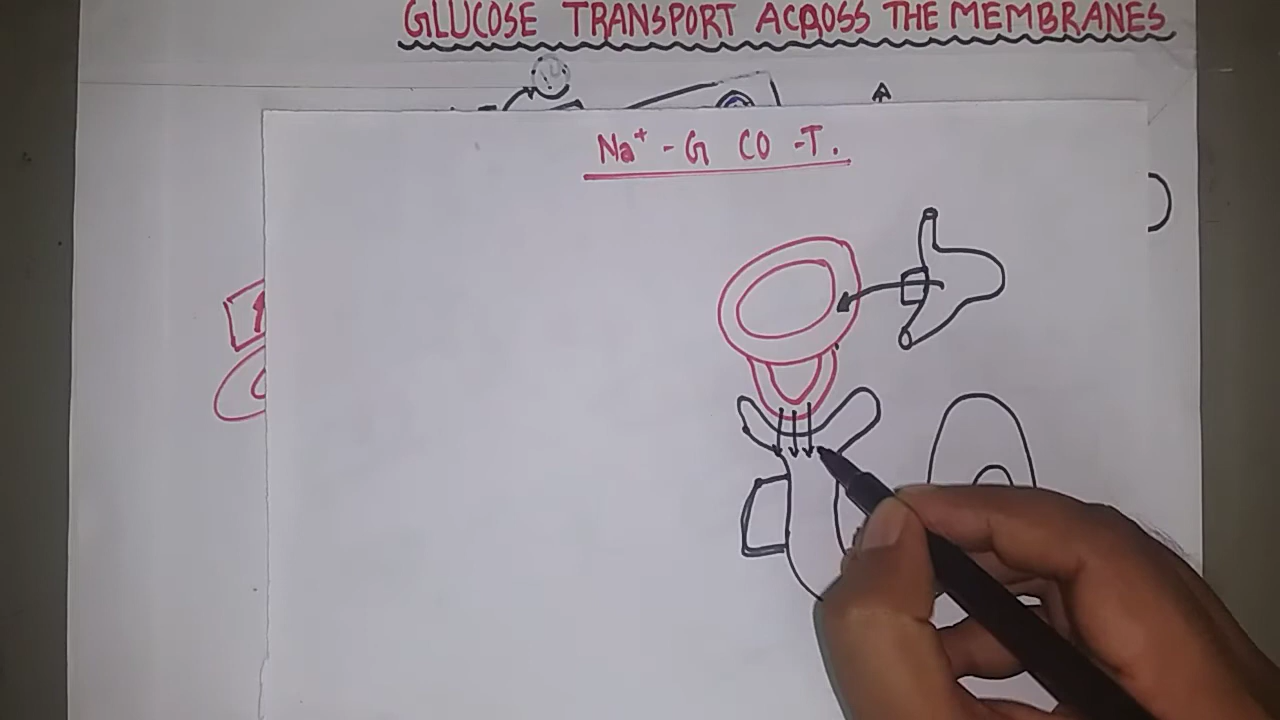 GLUCOSE TRANSPORT ACROSS THE MEMBRANES
Na⁺ - G CO - T.